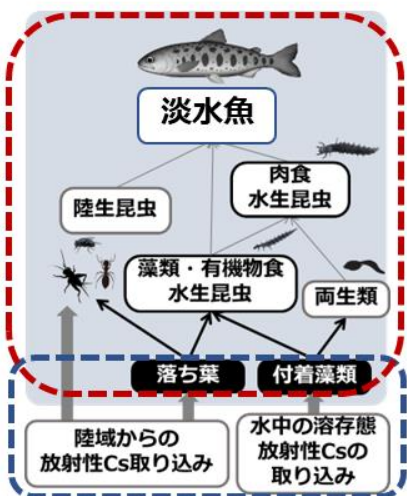 淡水魚
肉食
水生昆虫
陸生昆虫
藻類・有機物食
水生昆虫
両生類
落ち葉
付着藻類
陸域からの
放射性Cs取り込み
水中の溶存態
放射性Csの
取り込み